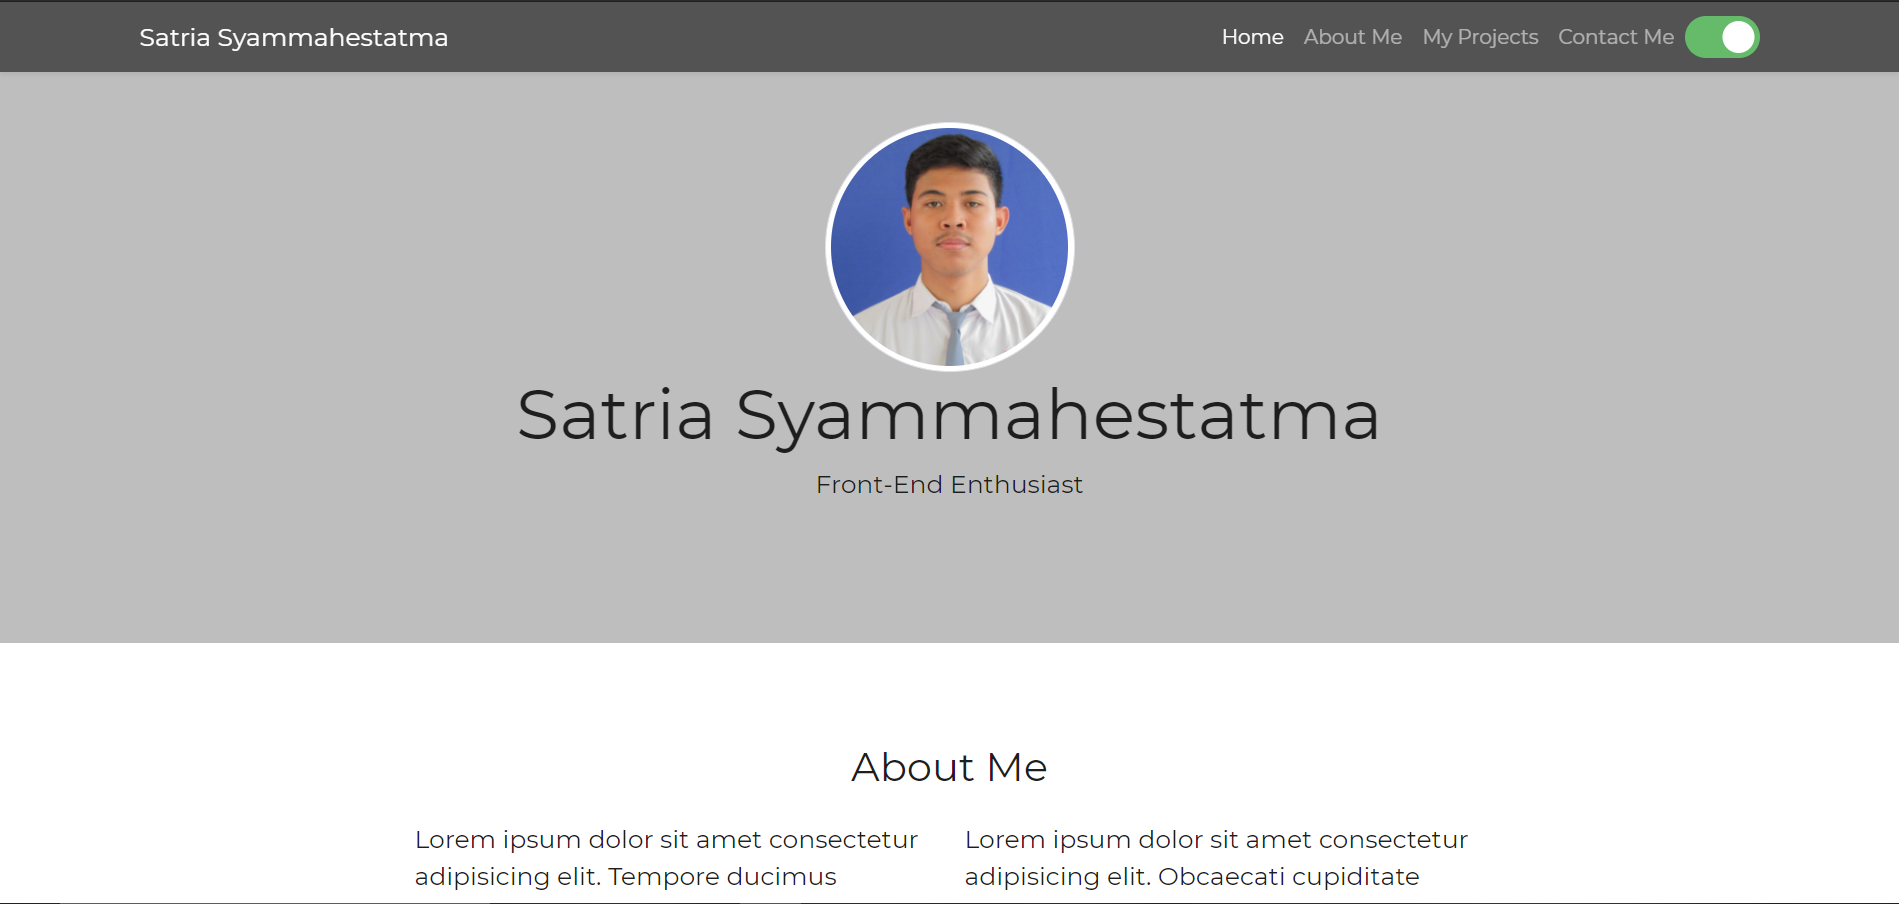 Satria Syammahestatma
Home About Me My Projects Contact Me
Satria Syammahestatma
Front-End Enthusiast
About Me
Lorem ipsum dolor sit amet consectetur
adipisicing elit. Tempore ducimus
Lorem ipsum dolor sit amet consectetur
adipisicing elit. Obcaecati cupiditate